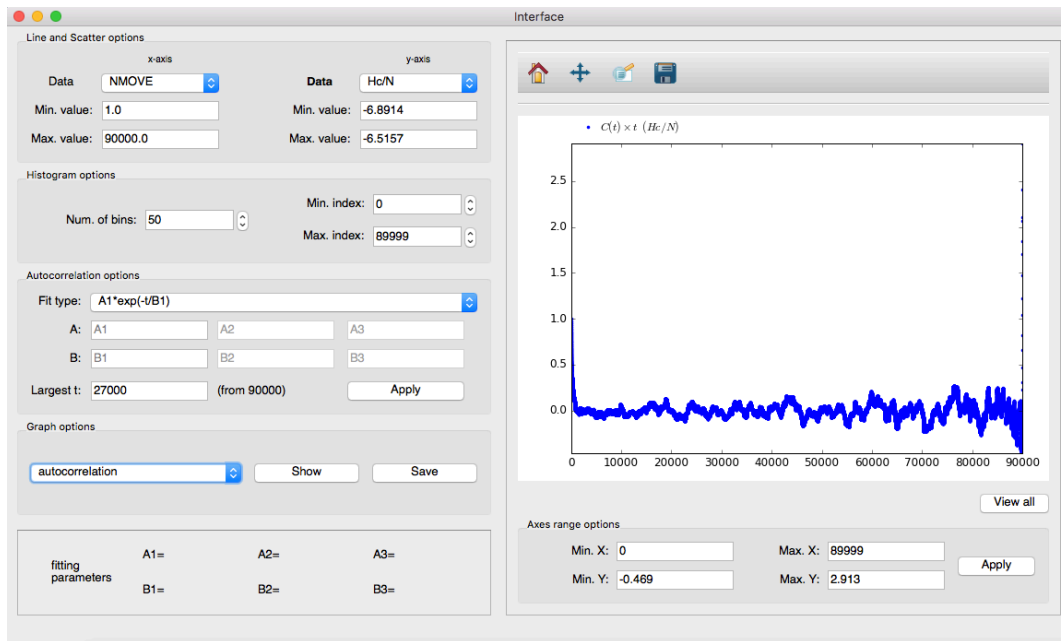 Interface
Line and Scatter options
x-axis
y-axis
Data NMOVE
Data Hc/N
Min. value: 1.0
Min. value: -6.8914
Max. value: 90000.0
Max. value: -6.5157
Histogram options
Num. of bins: 50
Min. index: 0
Max. index: 89999
Autocorrelation options
Fit type: A1*exp(-t/B1)
A: A1 A2 A3
B: B1 B2 B3
Largest t: 27000 (from 90000) Apply
Graph options
autocorrelation Show Save
fitting
parameters
A1= A2= A3=
B1= B2= B3=
C(t) × t (Hc/N)
2.5
2.0
1.5
1.0
0.5
0.0
0 10000 20000 30000 40000 50000 60000 70000 80000 90000
View all
Axes range options
Min. X: 0 Max. X: 89999
Min. Y: -0.469 Max. Y: 2.913
Apply